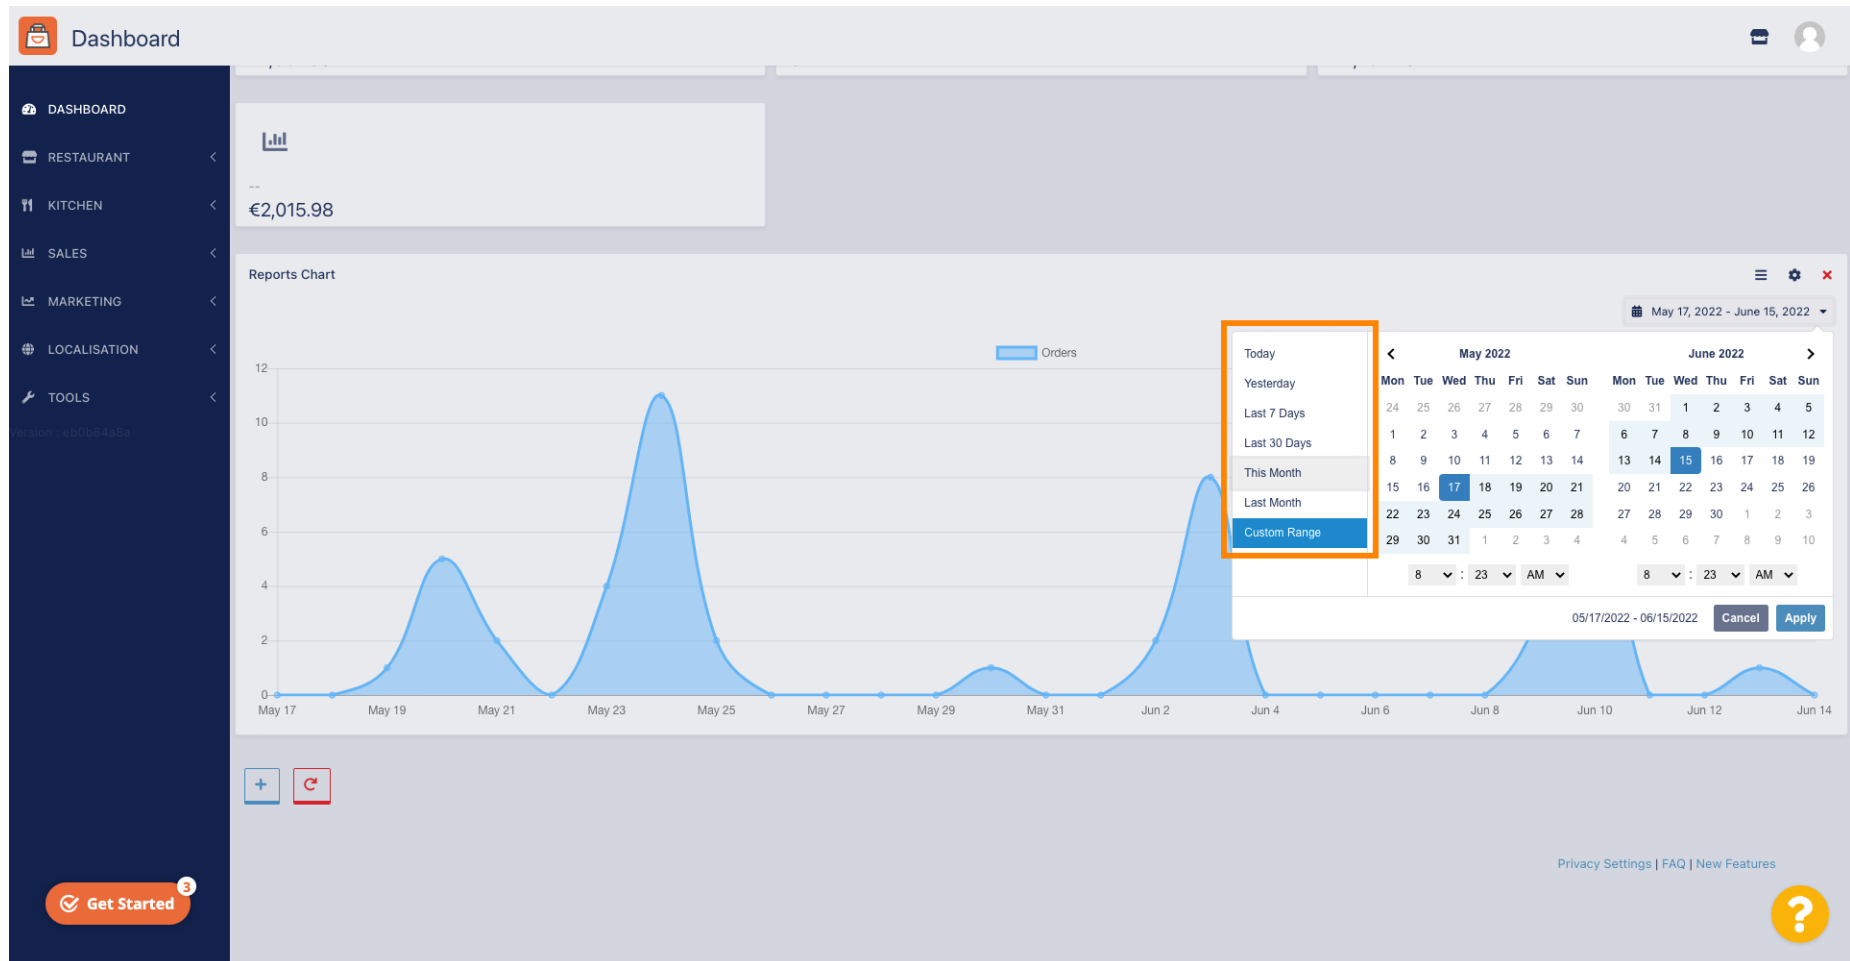 Dashboard
DASHBOARD
RESTAURANT
KITCHEN
SALES
MARKETING
LOCALISATION
TOOLS
Version : eb0b84a8a
--
€2,015.98
Reports Chart
May 17, 2022 - June 15, 2022
Orders
12
10
8
6
4
2
0
May 17 May 19 May 21 May 23 May 25 May 27 May 29 May 31 Jun 2 Jun 4 Jun 6 Jun 8 Jun 10 Jun 12 Jun 14
Today
Yesterday
Last 7 Days
Last 30 Days
This Month
Last Month
Custom Range
May 2022
Mon Tue Wed Thu Fri Sat Sun
24 25 26 27 28 29 30
1 2 3 4 5 6 7
8 9 10 11 12 13 14
15 16 17 18 19 20 21
22 23 24 25 26 27 28
29 30 31 1 2 3 4
8 : 23 AM
June 2022
Mon Tue Wed Thu Fri Sat Sun
30 31 1 2 3 4 5
6 7 8 9 10 11 12
13 14 15 16 17 18 19
20 21 22 23 24 25 26
27 28 29 30 1 2 3
4 5 6 7 8 9 10
8 : 23 AM
05/17/2022 - 06/15/2022 Cancel Apply
Privacy Settings | FAQ | New Features
3
Get Started
?